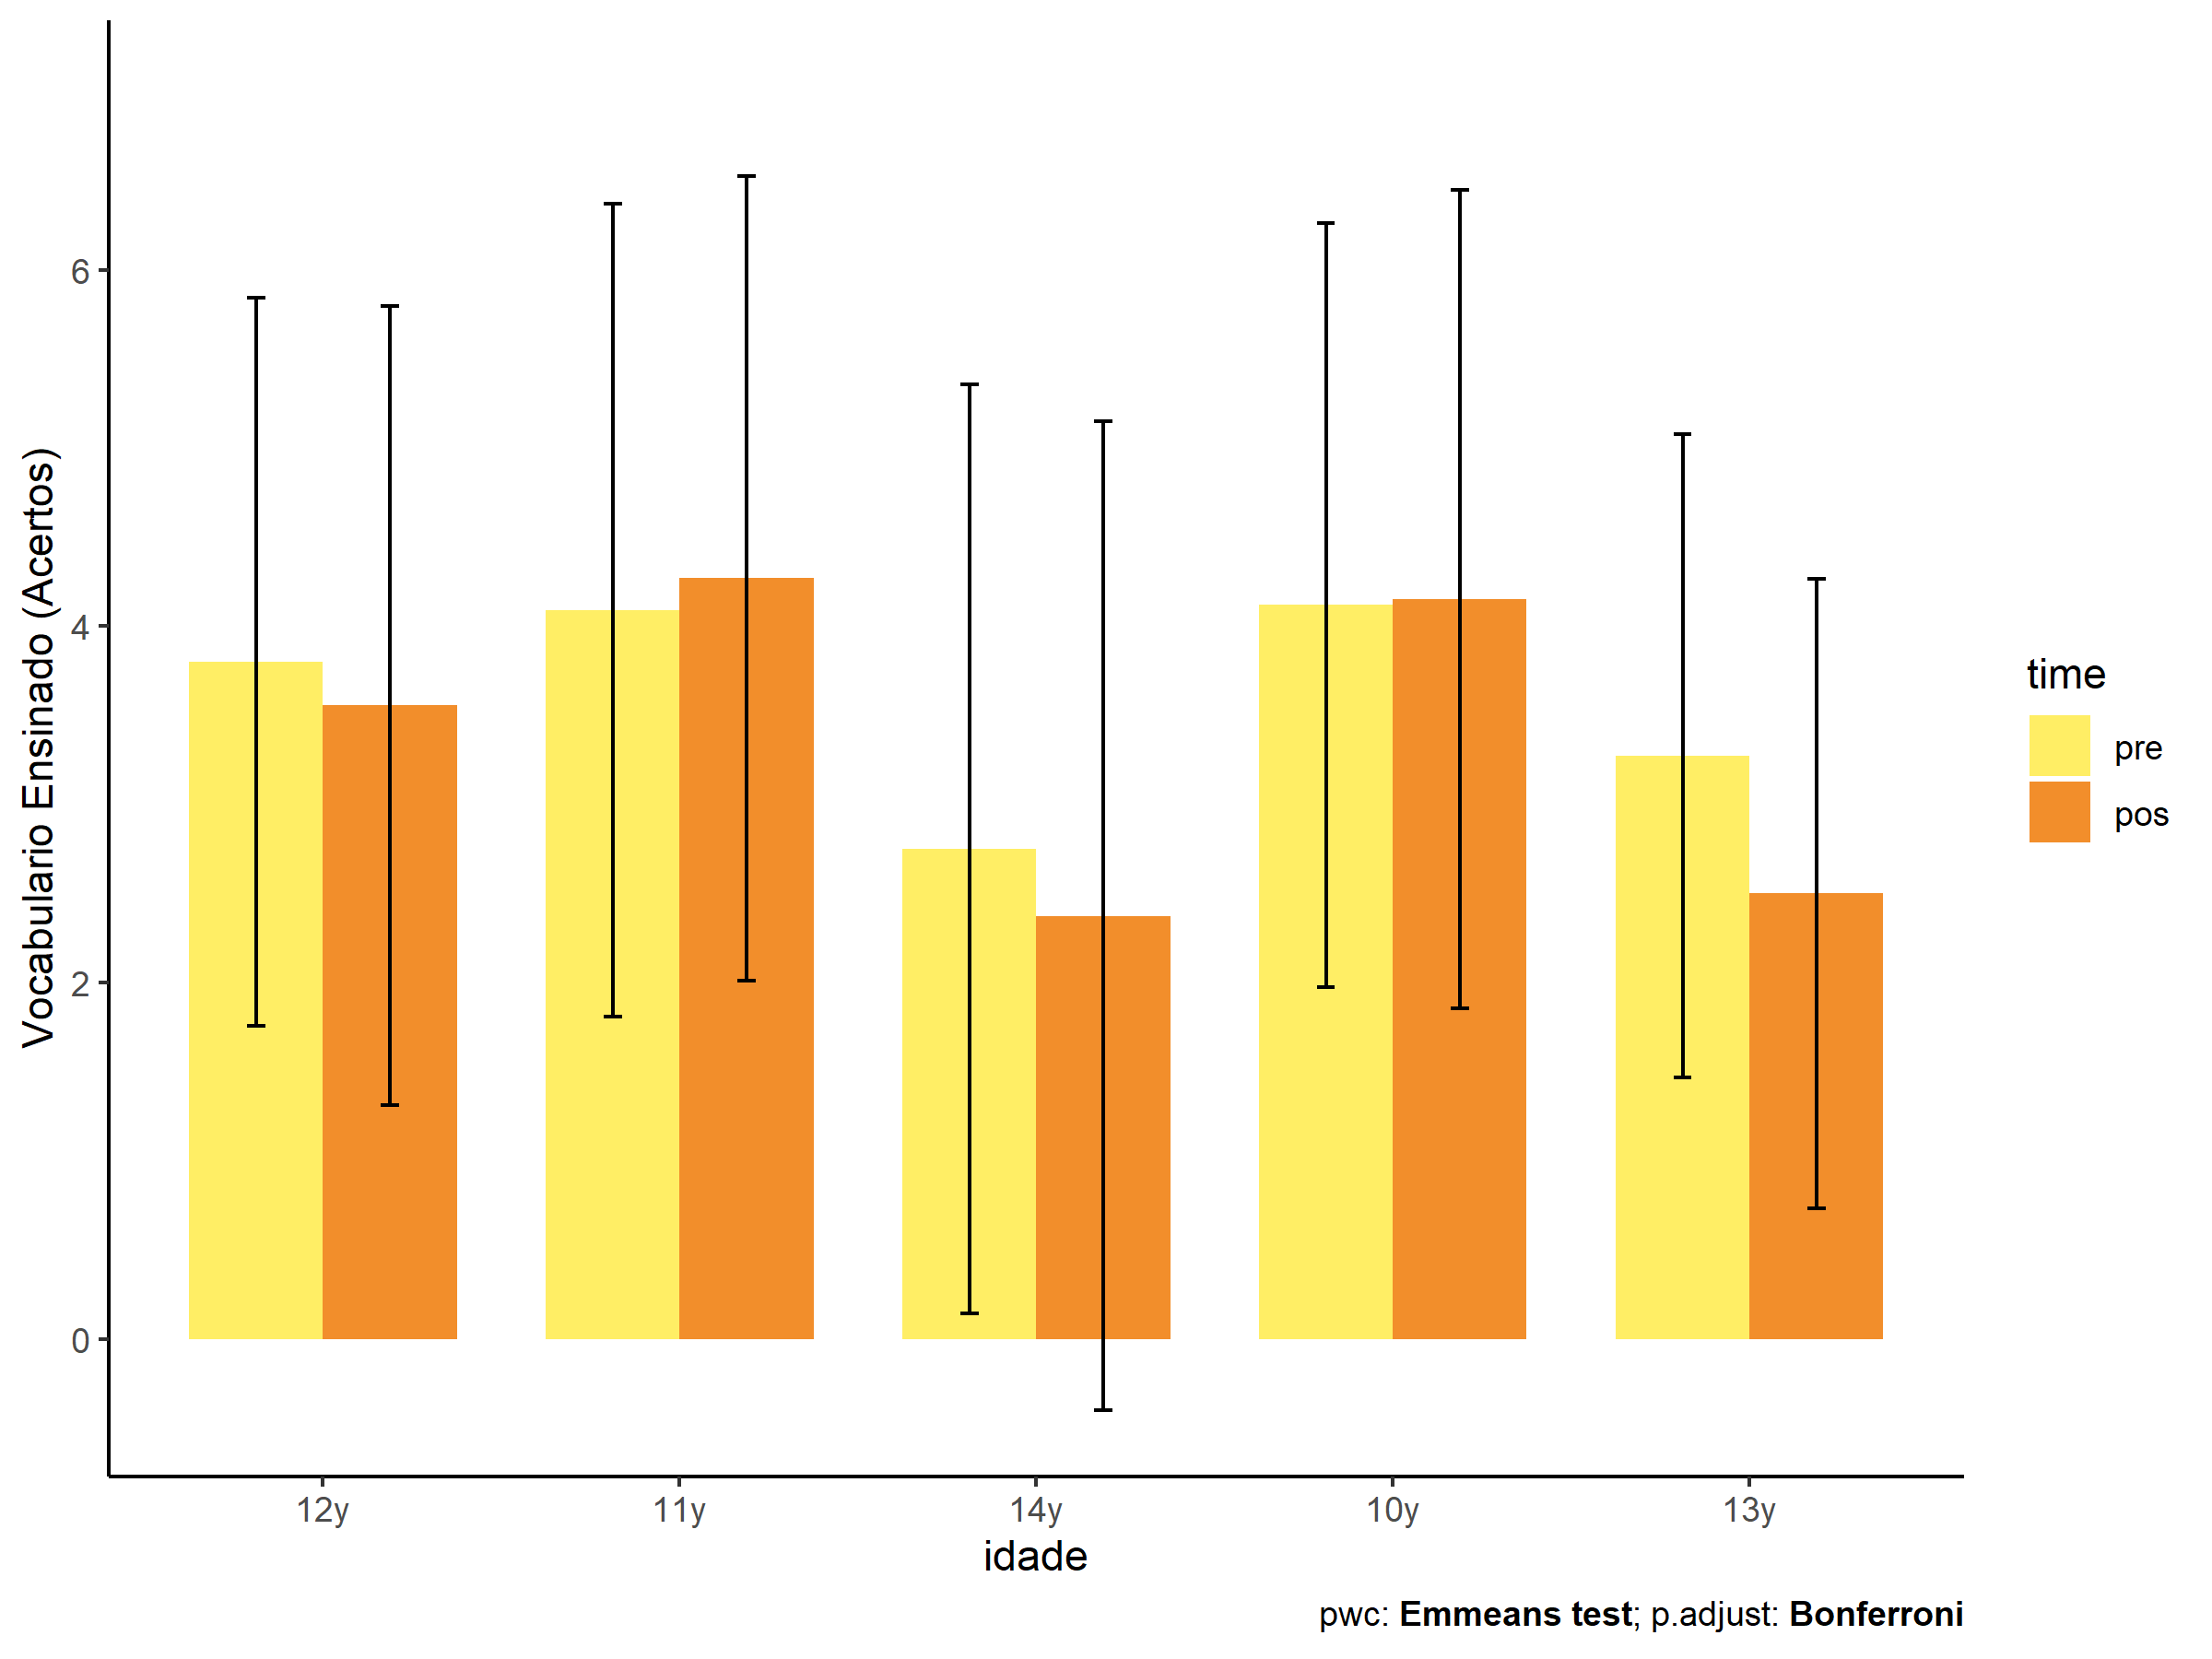 Vocabulario Ensinado (Acertos)
6
4
2
0
12y
11y
14y
10y
13y
idade
time
pre
pos
pwc: Emmeans test; p.adjust: Bonferroni